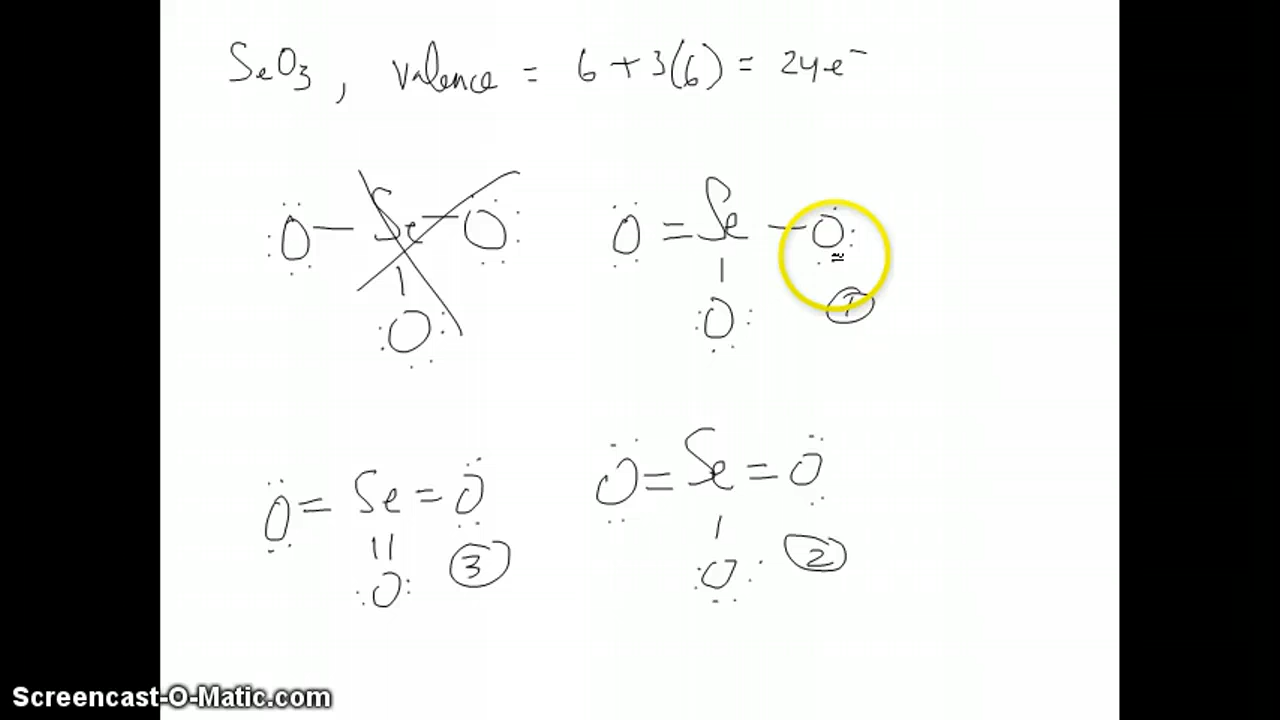 SeO3, valence = 6 + 3(6) = 24e⁻
O — Se — O
O
O = Se — O
O
1
O = Se = O
O
3
O = Se = O
O
2
Screencast-O-Matic.com